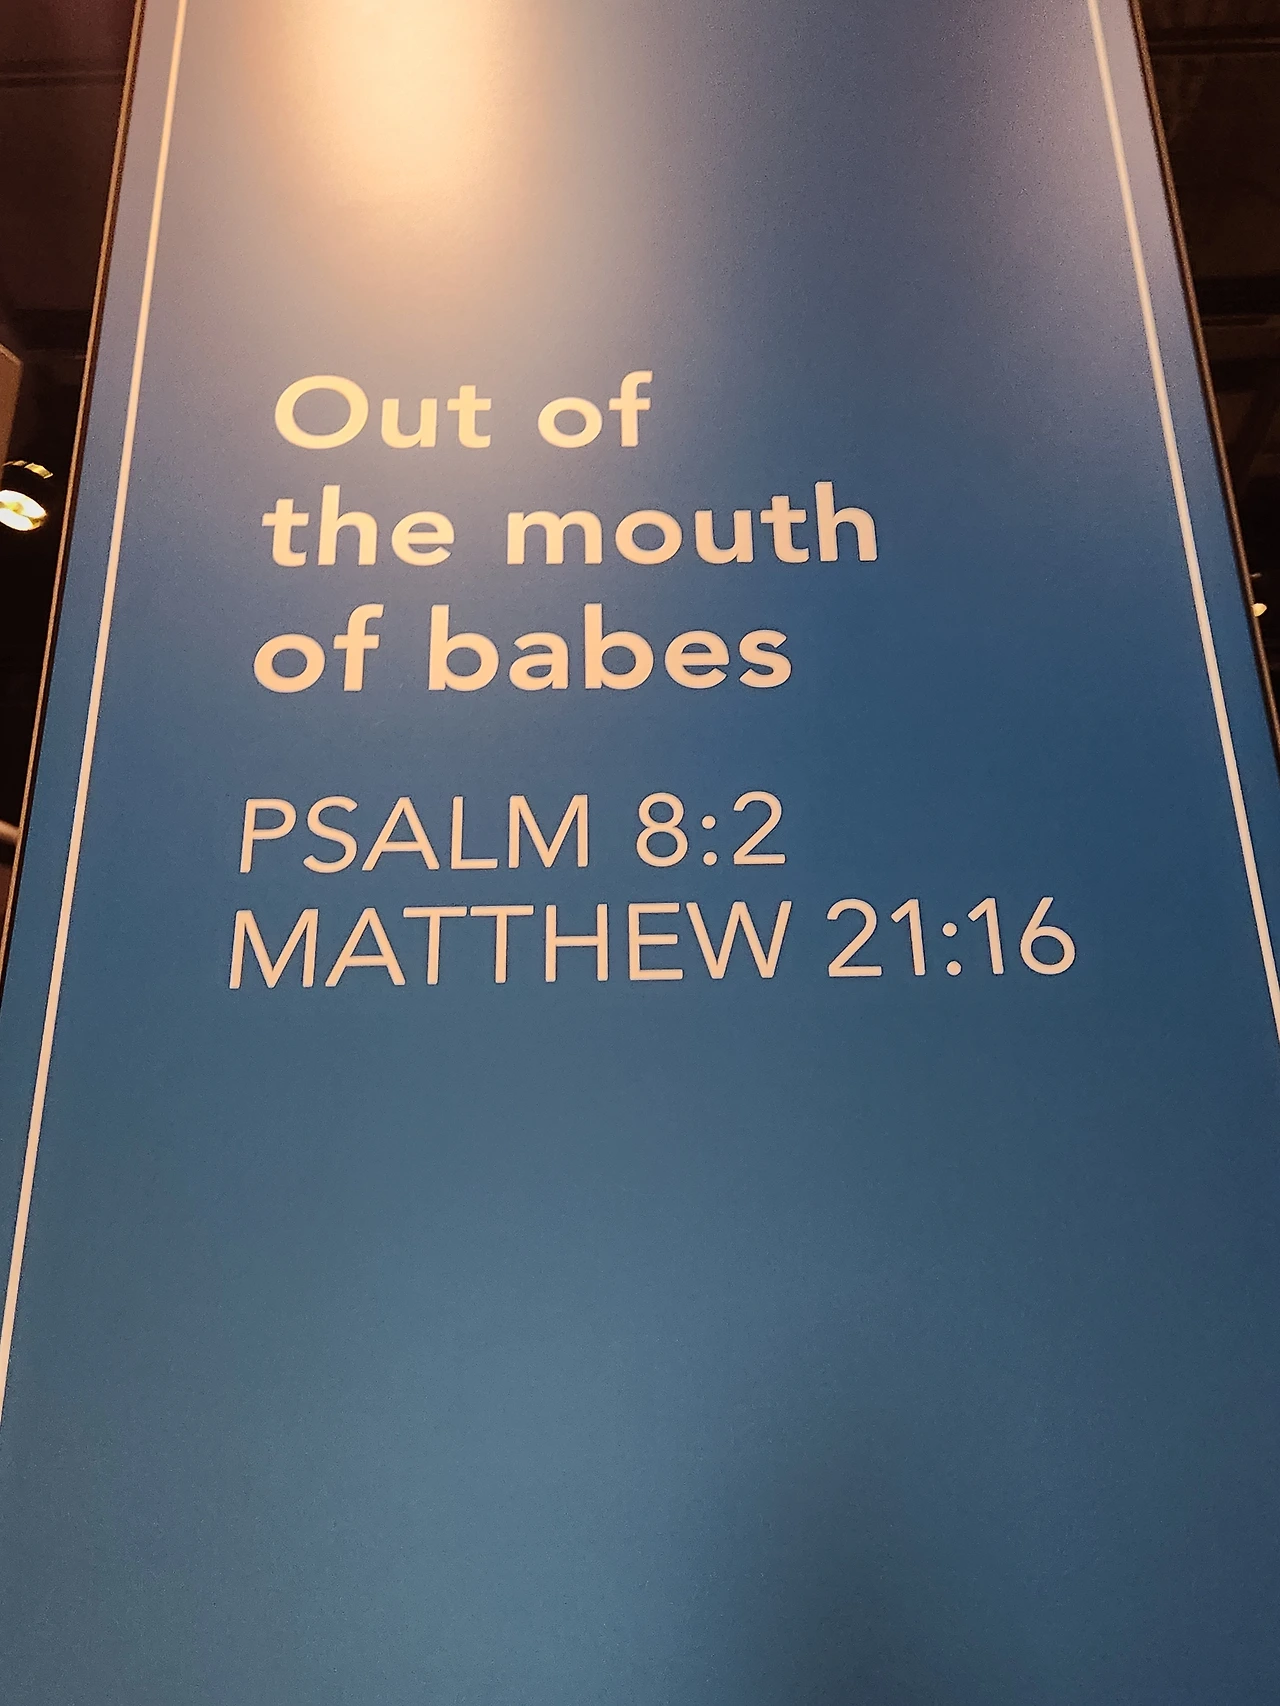 Out of
the mouth
of babes
PSALM 8:2
MATTHEW 21:16